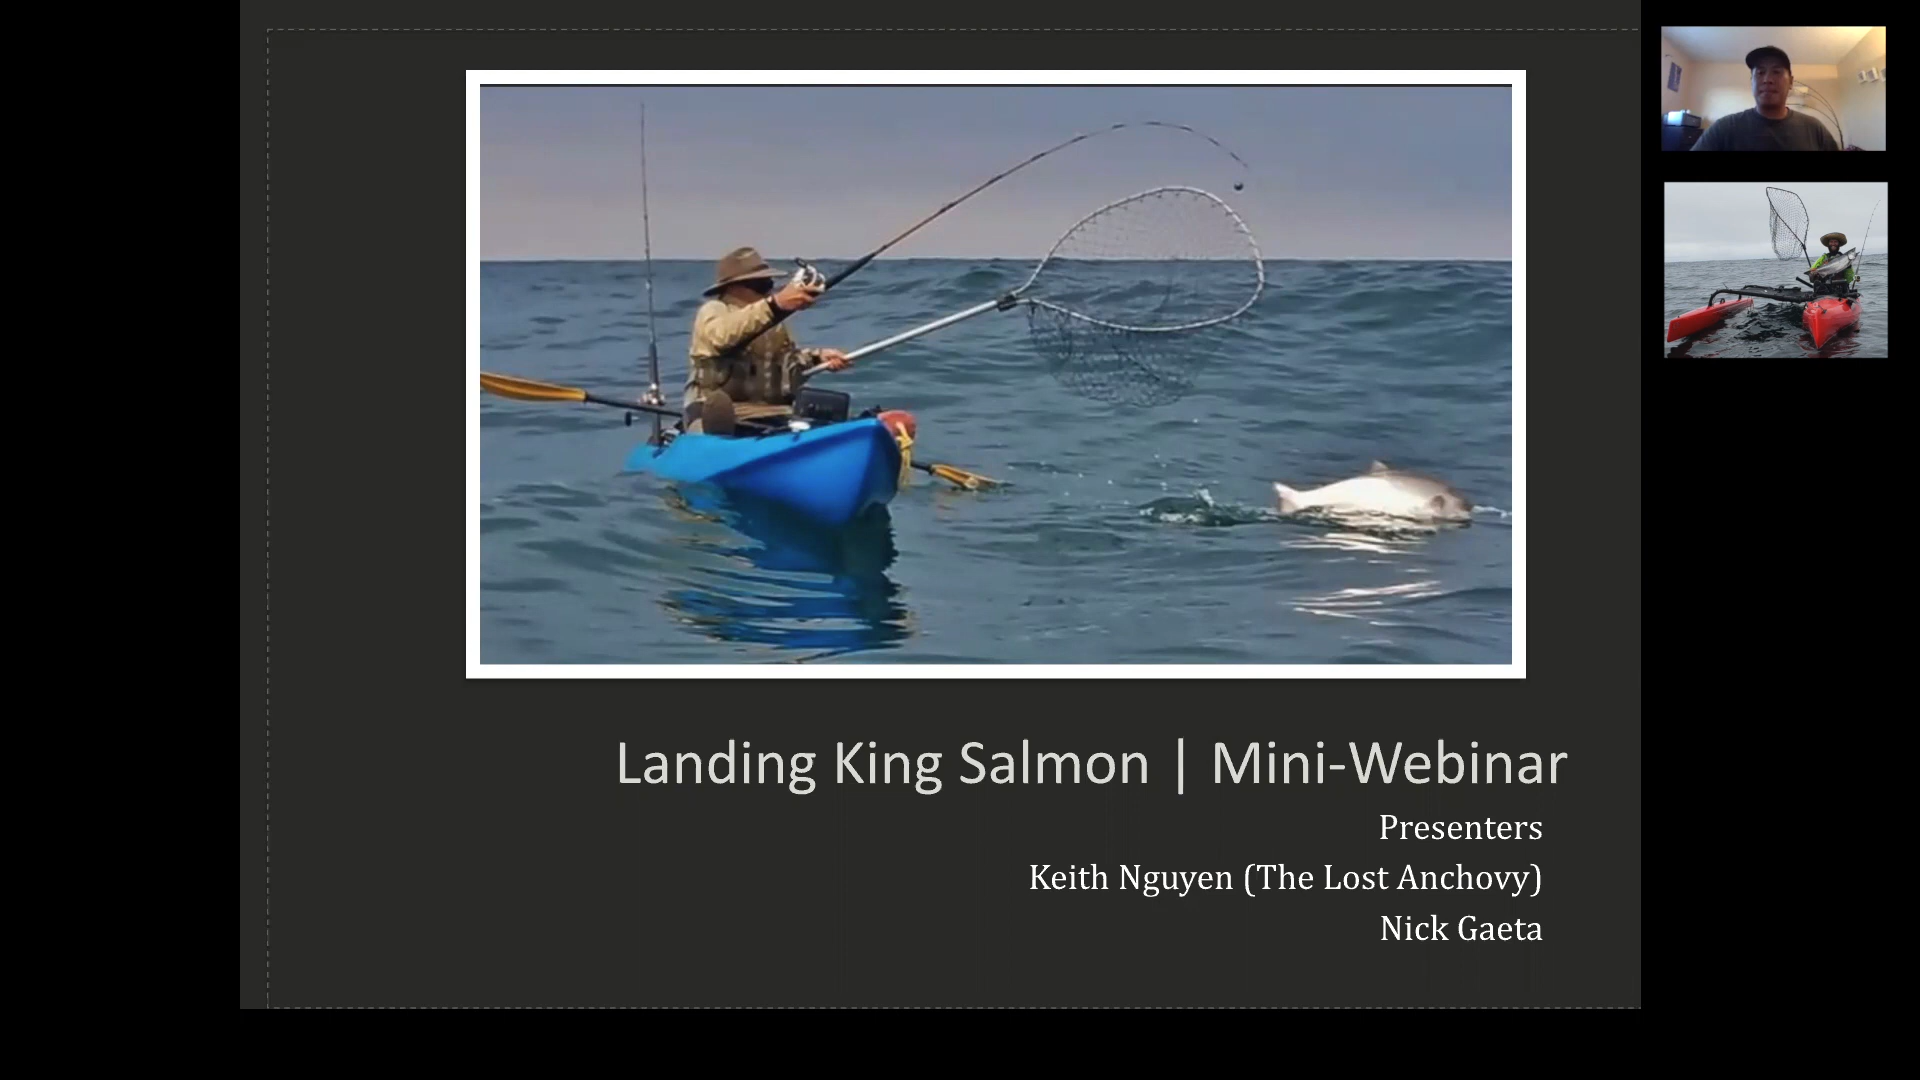 Landing King Salmon | Mini-Webinar
Presenters
Keith Nguyen (The Lost Anchovy)
Nick Gaeta